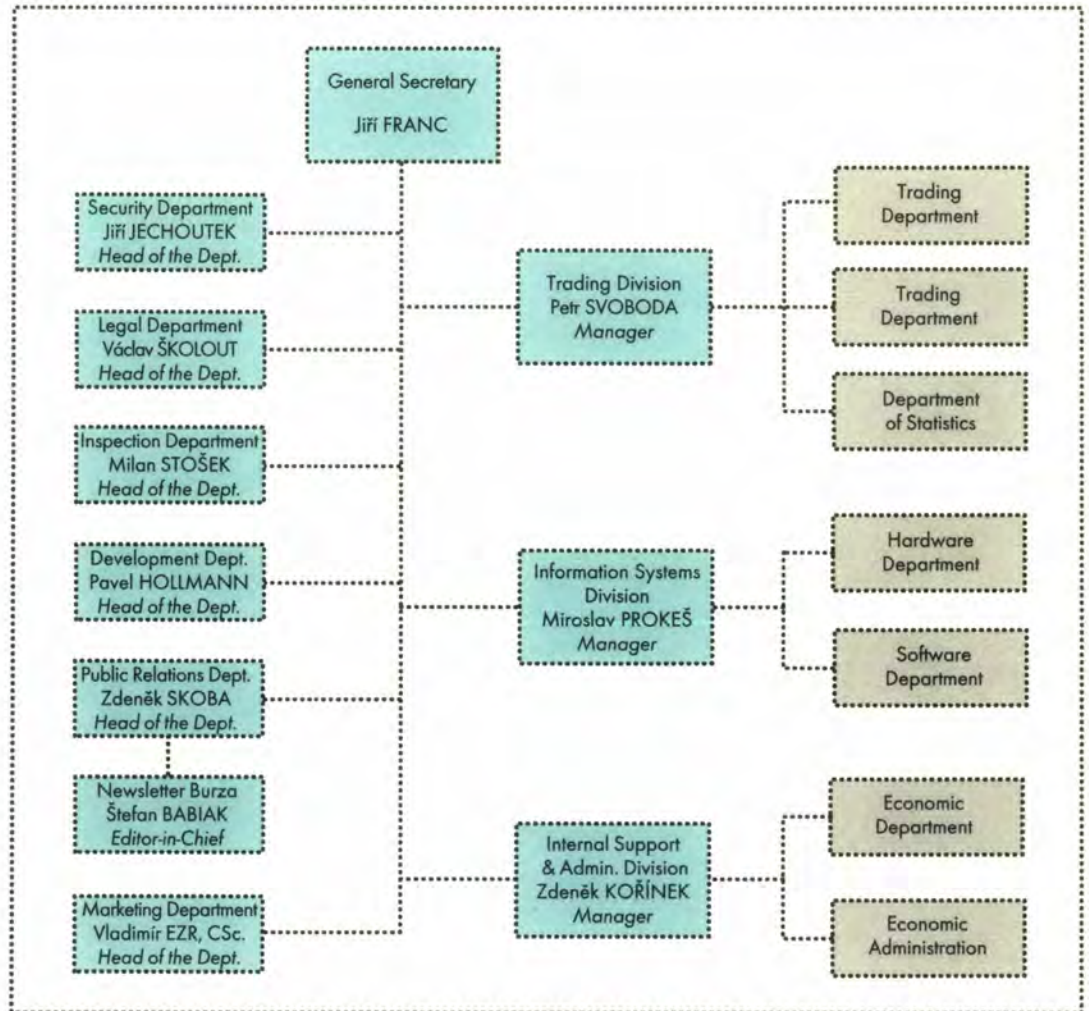 General Secretary
Jiří FRANC
Security Department
Jiří JECHOUTEK
Head of the Dept.
Legal Department
Václav ŠKOLOUT
Head of the Dept.
Inspection Department
Milan STOŠEK
Head of the Dept.
Development Dept.
Pavel HOLLMANN
Head of the Dept.
Public Relations Dept.
Zdeněk SKOBA
Head of the Dept.
Newsletter Burza
Štefan BABIAK
Editor-in-Chief
Marketing Department
Vladimír EZR, CSc.
Head of the Dept.
Trading Division
Petr SVOBODA
Manager
Information Systems
Division
Miroslav PROKEŠ
Manager
Internal Support
& Admin. Division
Zdeněk KOŘÍNEK
Manager
Trading
Department
Trading
Department
Department
of Statistics
Hardware
Department
Software
Department
Economic
Department
Economic
Administration